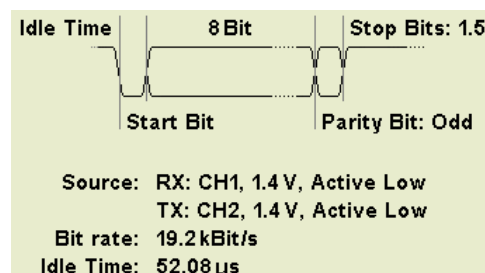 Idle Time 8 Bit Stop Bits: 1.5
Start Bit Parity Bit: Odd
Source: RX: CH1, 1.4 V, Active Low
TX: CH2, 1.4 V, Active Low
Bit rate: 19.2 kBit/s
Idle Time: 52.08 µs